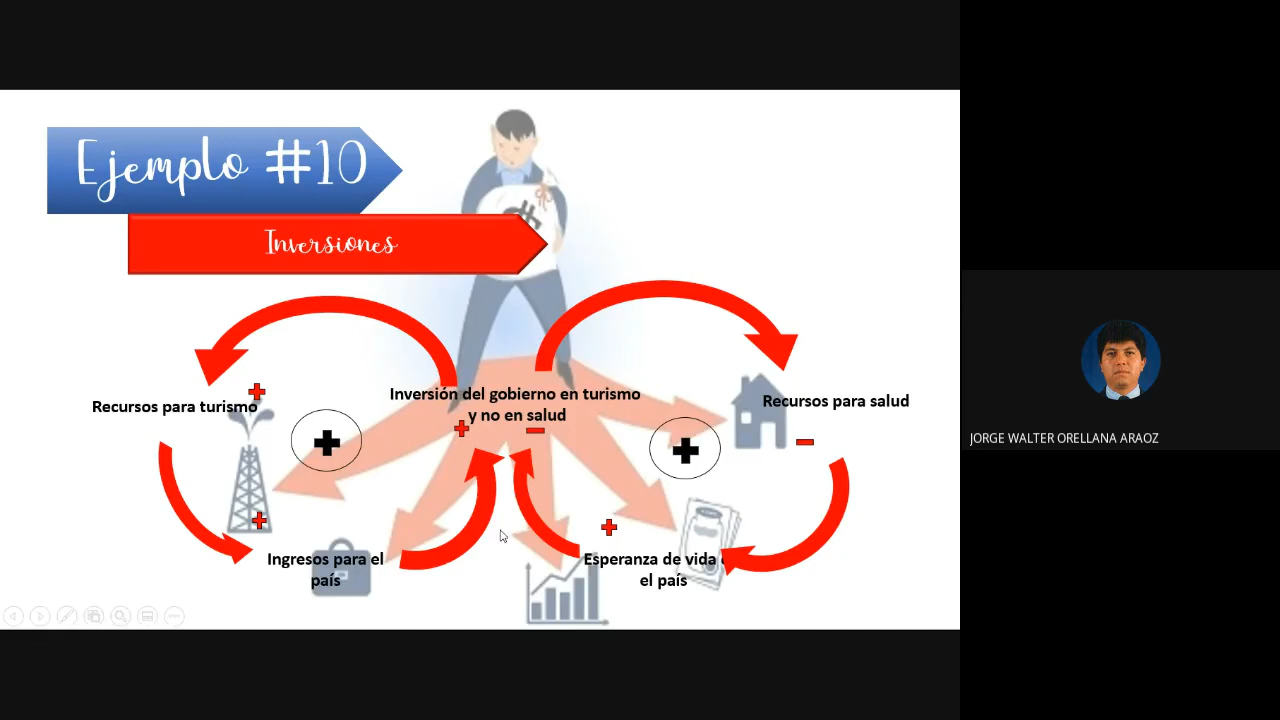 Ejemplo #10
Inversiones
Inversión del gobierno en turismo
y no en salud
Recursos para turismo
Recursos para salud
Ingresos para el
país
Esperanza de vida
el país
JORGE WALTER ORELLANA ARAOZ